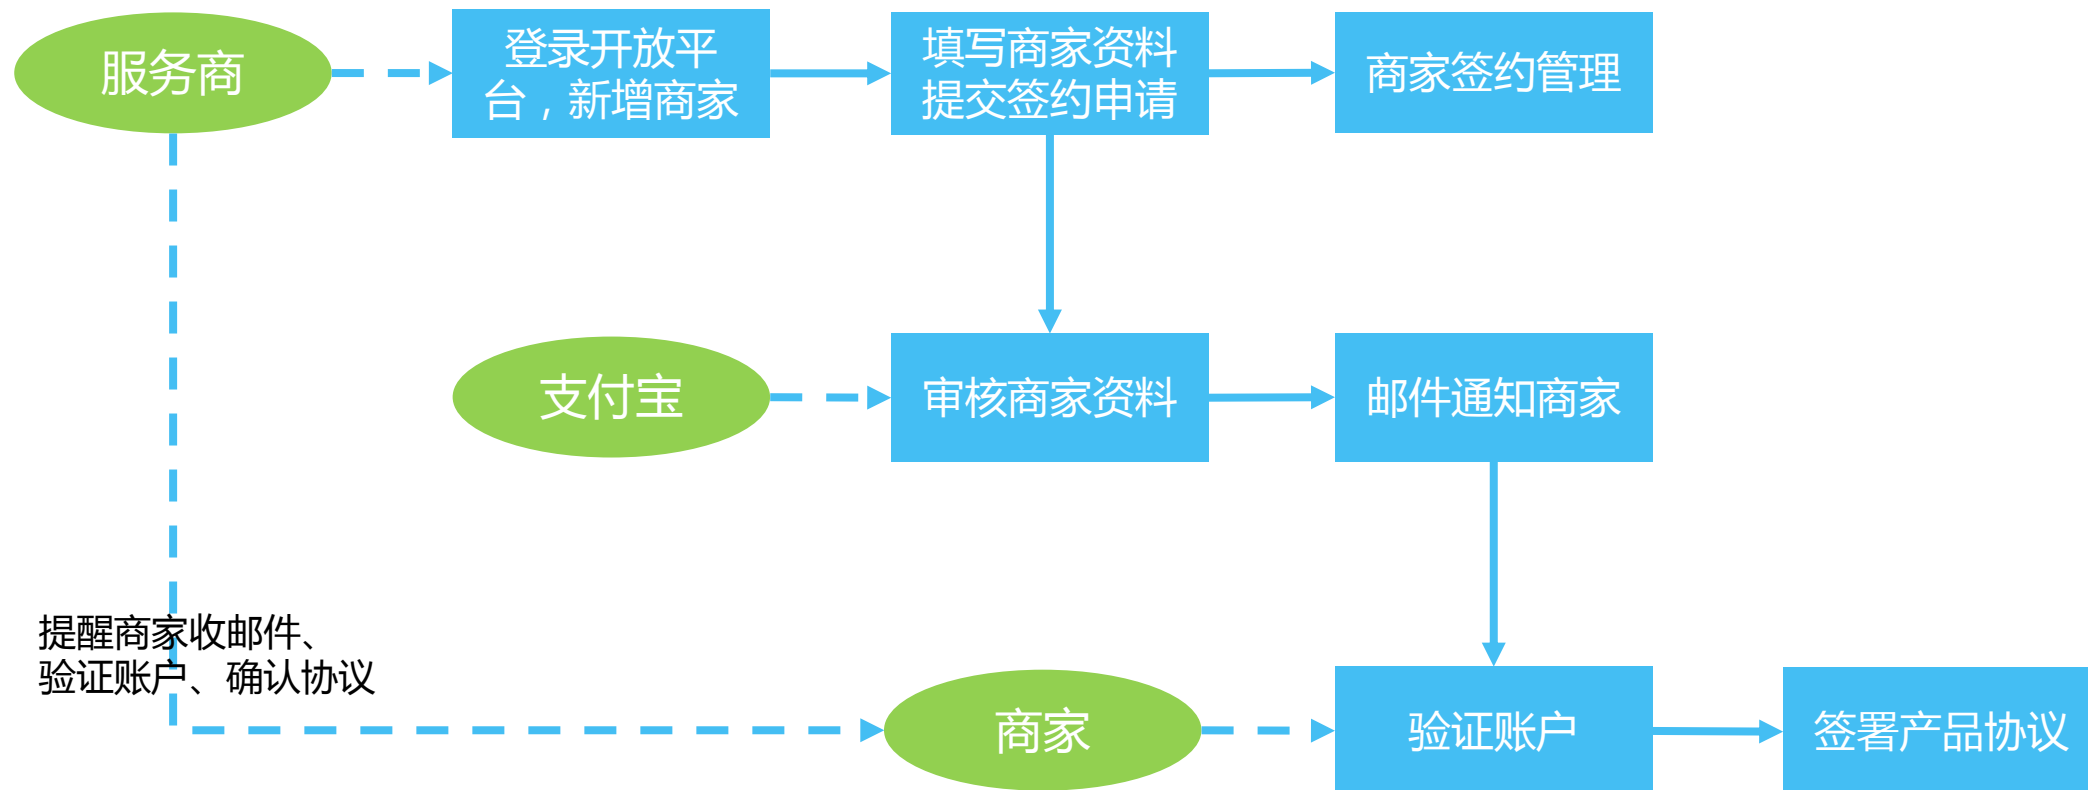 服务商
登录开放平
台，新增商家
填写商家资料
提交签约申请
商家签约管理
支付宝
审核商家资料
邮件通知商家
提醒商家收邮件、
验证账户、确认协议
商家
验证账户
签署产品协议